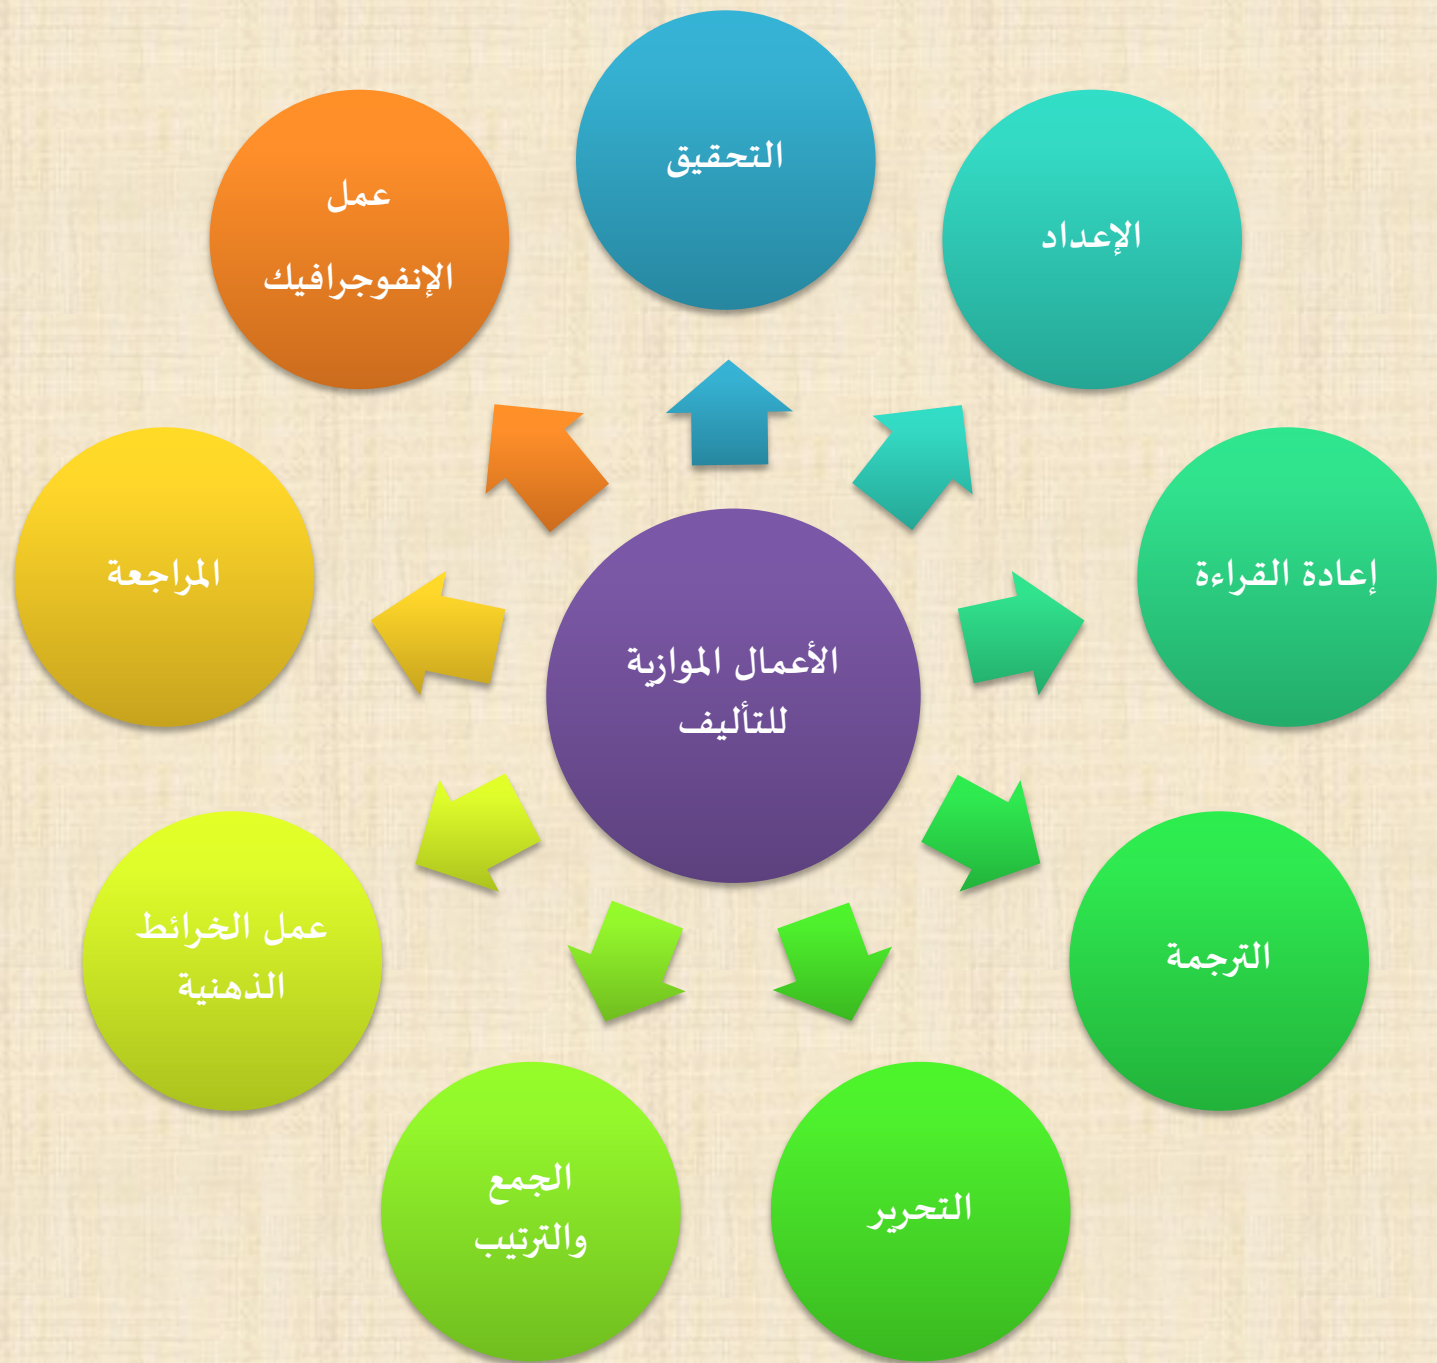 الأعمال الموازية
للتأليف
التحقيق
الإعداد
إعادة القراءة
الترجمة
التحرير
الجمع
والترتيب
عمل الخرائط
الذهنية
المراجعة
عمل
الإنفوجرافيك